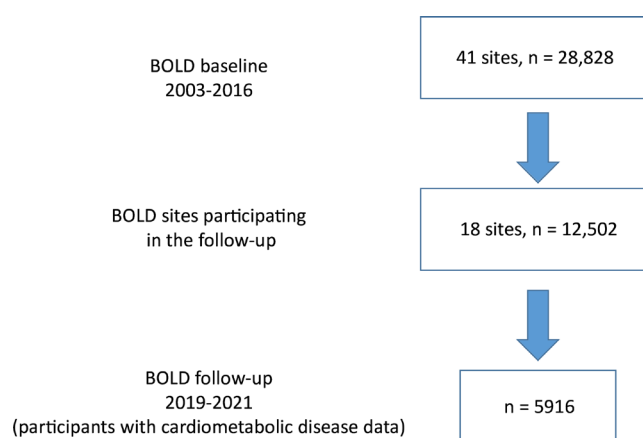 BOLD baseline
2003-2016
41 sites, n = 28,828
BOLD sites participating
in the follow-up
18 sites, n = 12,502
BOLD follow-up
2019-2021
(participants with cardiometabolic disease data)
n = 5916